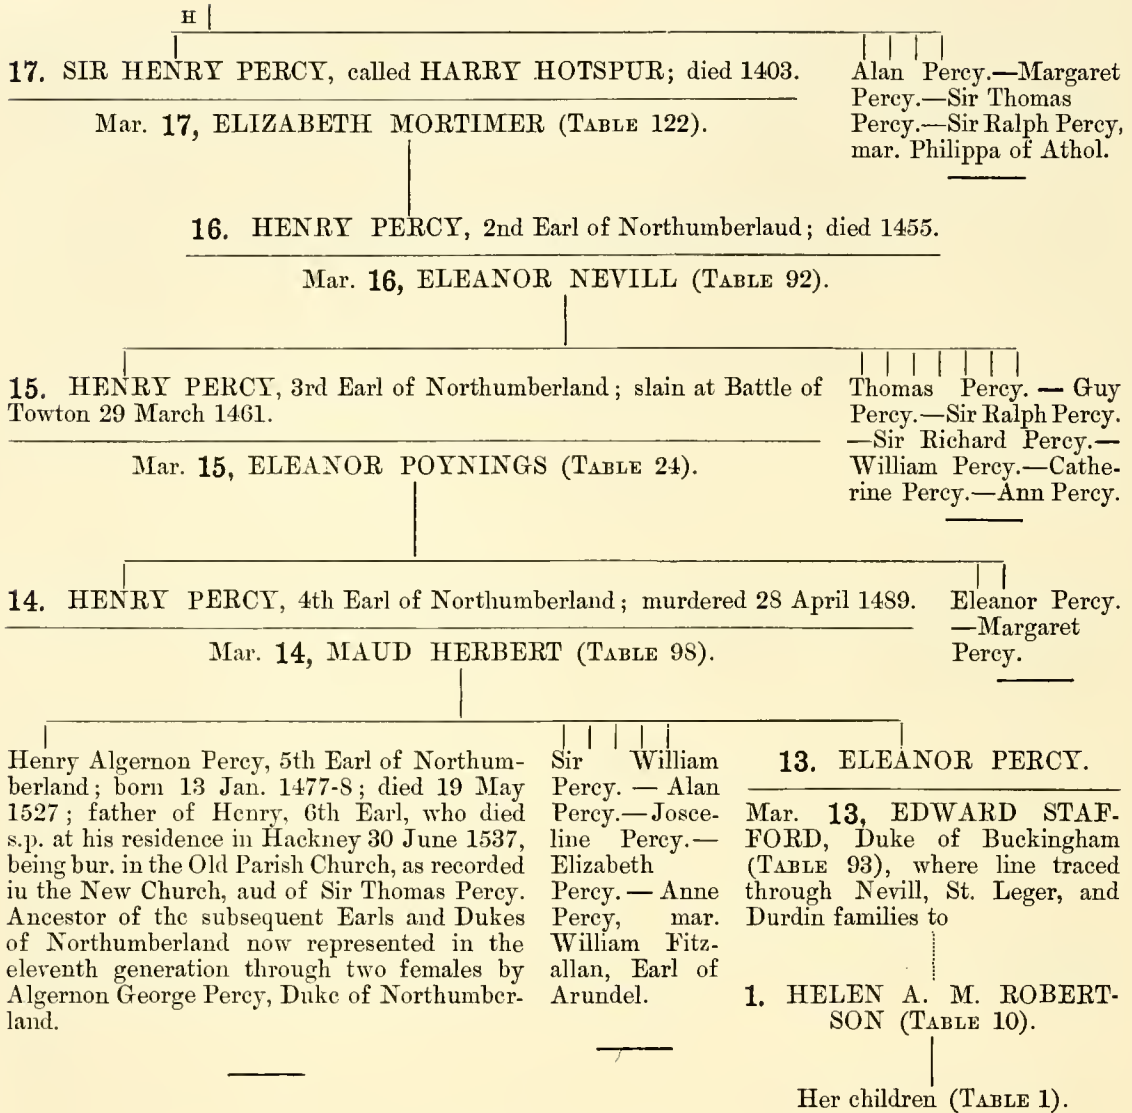 H
17. SIR HENRY PERCY, called HARRY HOTSPUR; died 1403.
Mar. 17, ELIZABETH MORTIMER (TABLE 122).
Alan Percy.—Margaret
Percy.—Sir Thomas
Percy.—Sir Ralph Percy,
mar. Philippa of Athol.
16. HENRY PERCY, 2nd Earl of Northumberlaud; died 1455.
Mar. 16, ELEANOR NEVILL (TABLE 92).
15. HENRY PERCY, 3rd Earl of Northumberland; slain at Battle of
Towton 29 March 1461.
Mar. 15, ELEANOR POYNINGS (TABLE 24).
Thomas Percy. — Guy
Percy.—Sir Ralph Percy.
—Sir Richard Percy.—
William Percy.—Cathe-
rine Percy.—Ann Percy.
14. HENRY PERCY, 4th Earl of Northumberland; murdered 28 April 1489.
Mar. 14, MAUD HERBERT (TABLE 98).
Eleanor Percy.
—Margaret
Percy.
Henry Algernon Percy, 5th Earl of Northum-
berland; born 13 Jan. 1477-8; died 19 May
1527; father of Henry, 6th Earl, who died
s.p. at his residence in Hackney 30 June 1537,
being bur. in the Old Parish Church, as recorded
iu the New Church, aud of Sir Thomas Percy.
Ancestor of the subsequent Earls and Dukes
of Northumberland now represented in the
eleventh generation through two females by
Algernon George Percy, Duke of Northumber-
land.
Sir William
Percy. — Alan
Percy.—Josce-
line Percy.—
Elizabeth
Percy. — Anne
Percy, mar.
William Fitz-
allan, Earl of
Arundel.
13. ELEANOR PERCY.
Mar. 13, EDWARD STAF-
FORD, Duke of Buckingham
(TABLE 93), where line traced
through Nevill, St. Leger, and
Durdin families to
1. HELEN A. M. ROBERT-
SON (TABLE 10).
Her children (TABLE 1).